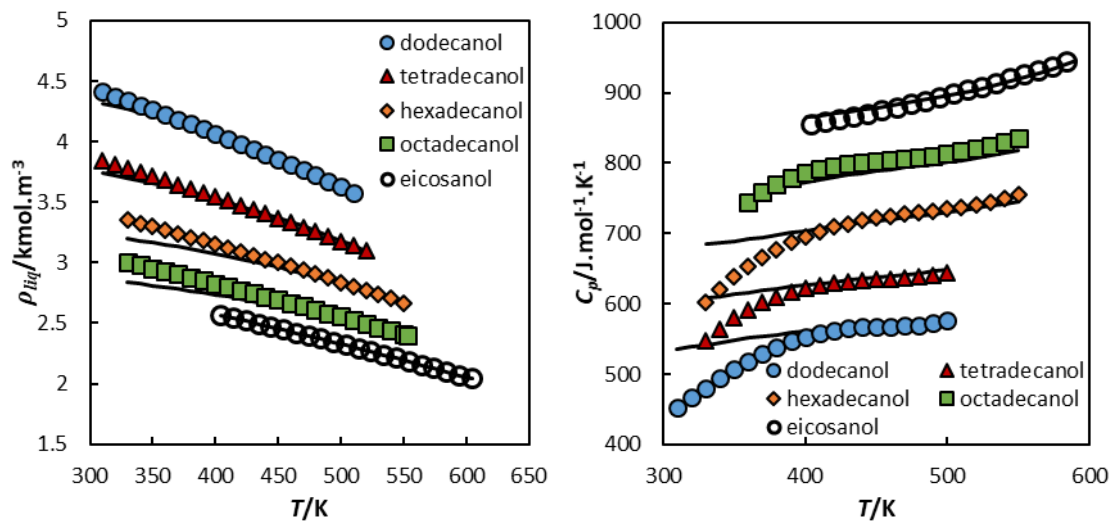 5
4.5
4
3.5
3
2.5
2
1.5
300
350
400
450
500
550
600
650
ρliq/kmol.m⁻³
T/K
dodecanol
tetradecanol
hexadecanol
octadecanol
eicosanol
1000
900
800
700
600
500
400
300
400
500
600
Cp/J.mol⁻¹.K⁻¹
T/K
dodecanol
tetradecanol
hexadecanol
octadecanol
eicosanol